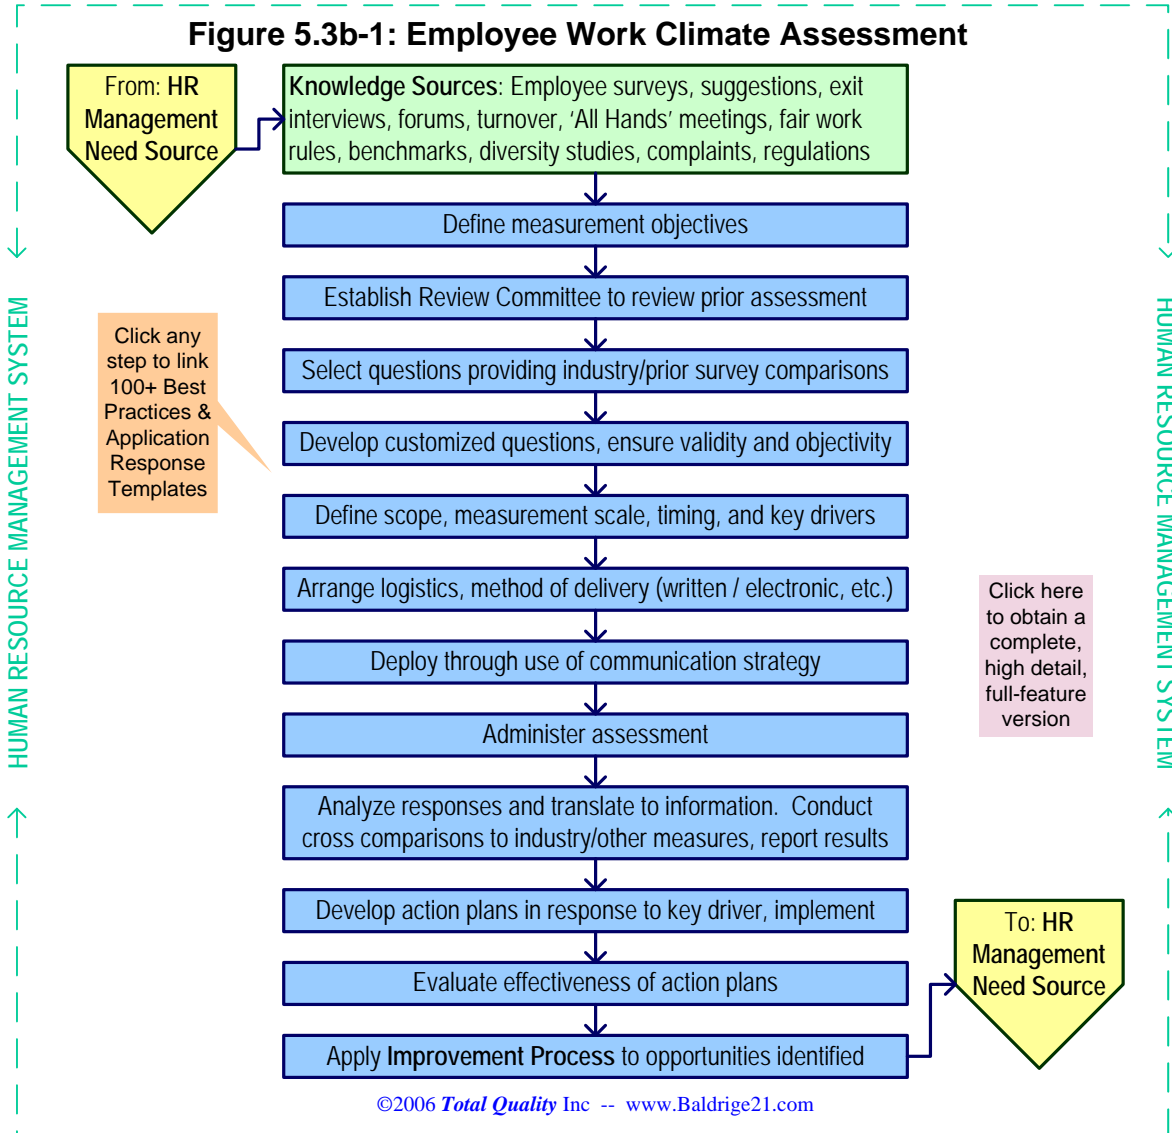 Figure 5.3b-1: Employee Work Climate Assessment
From: HR
Management
Need Source
Knowledge Sources: Employee surveys, suggestions, exit
interviews, forums, turnover, ‘All Hands’ meetings, fair work
rules, benchmarks, diversity studies, complaints, regulations
Define measurement objectives
Establish Review Committee to review prior assessment
HUMAN RESOURCE MANAGEMENT SYSTEM
Click any
step to link
100+ Best
Practices &
Application
Response
Templates
Select questions providing industry/prior survey comparisons
Develop customized questions, ensure validity and objectivity
Define scope, measurement scale, timing, and key drivers
Arrange logistics, method of delivery (written / electronic, etc.)
Deploy through use of communication strategy
Administer assessment
Click here
to obtain a
complete,
high detail,
full-feature
version
HUMAN RESOURCE MANAGEMENT SYSTEM
Analyze responses and translate to information.  Conduct
cross comparisons to industry/other measures, report results
Develop action plans in response to key driver, implement
Evaluate effectiveness of action plans
Apply Improvement Process to opportunities identified
To: HR
Management
Need Source
©2006 Total Quality Inc -- www.Baldrige21.com